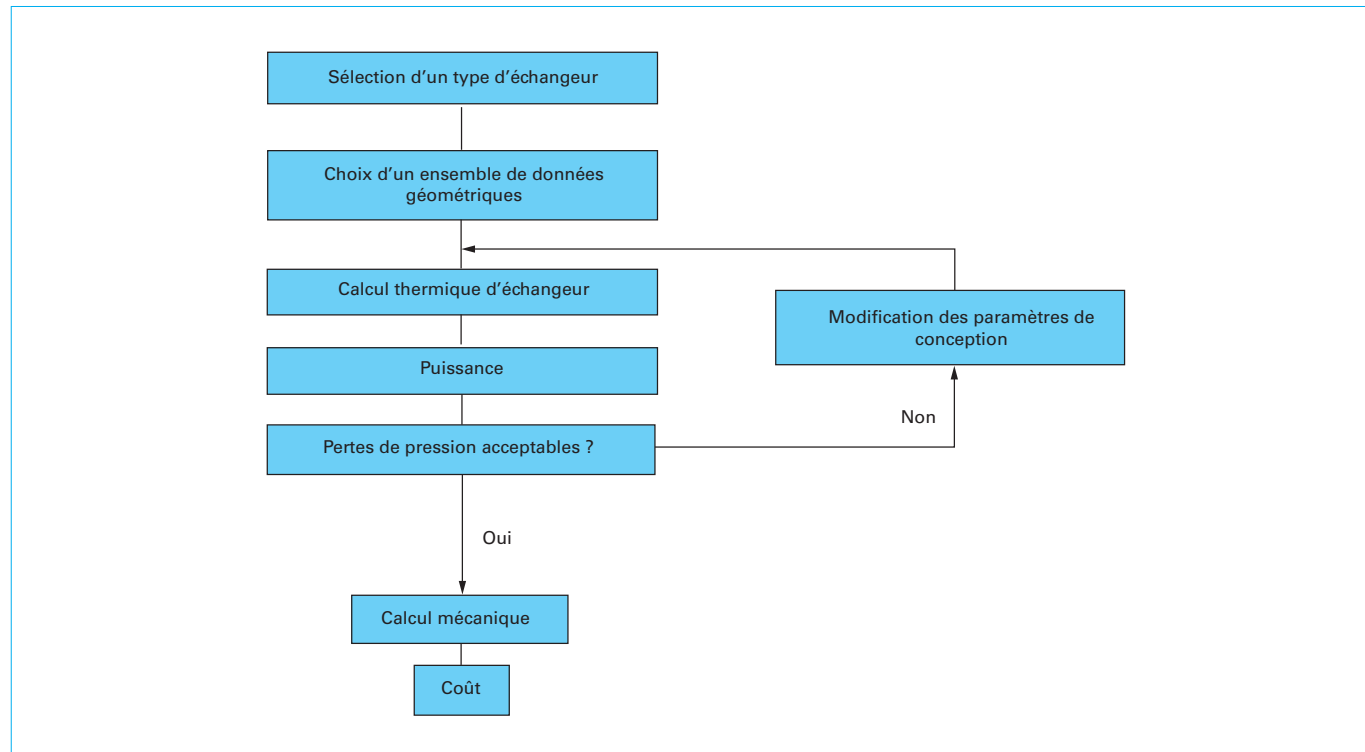 Sélection d'un type d'échangeur
Choix d'un ensemble de données
géométriques
Calcul thermique d'échangeur
Modification des paramètres de
conception
Puissance
Non
Pertes de pression acceptables ?
Oui
Calcul mécanique
Coût